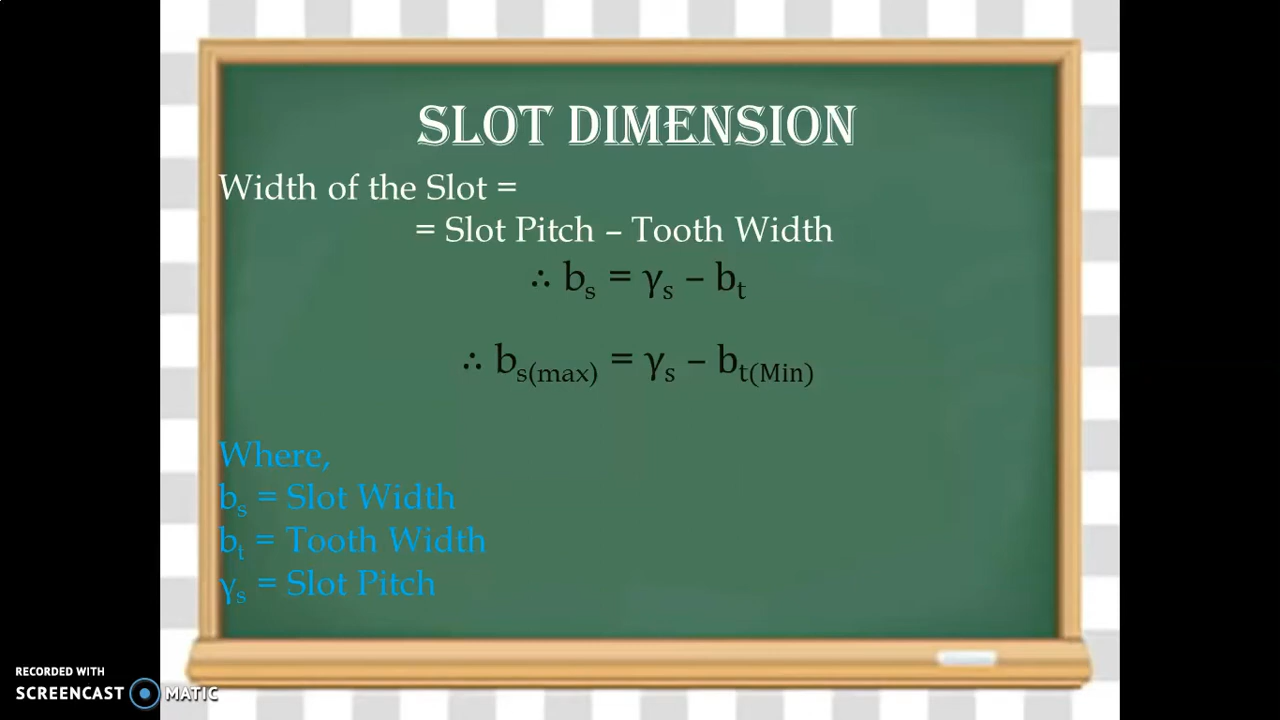 SLOT DIMENSION
Width of the Slot =
= Slot Pitch – Tooth Width
∴ bₛ = γₛ – bₜ
∴ bₛ₍ₘₐₓ₎ = γₛ – bₜ(Min)
Where,
bₛ = Slot Width
bₜ = Tooth Width
γₛ = Slot Pitch
RECORDED WITH
SCREENCAST MATIC